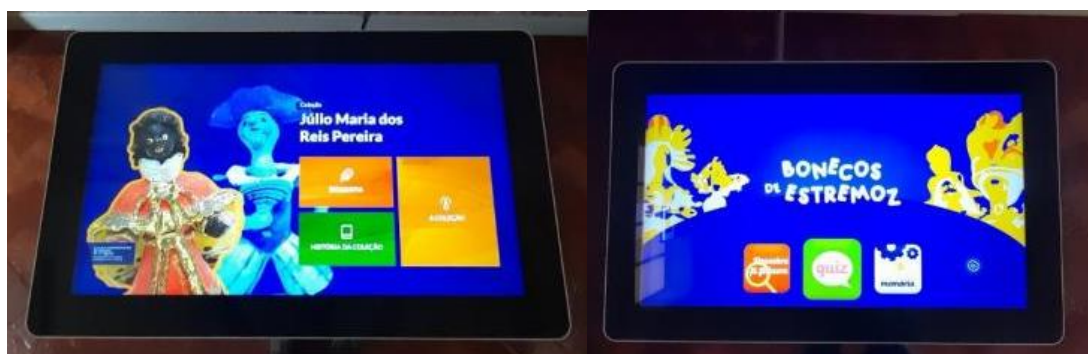 Coleção
Júlio Maria dos
Reis Pereira
BIOGRAFIA
A COLEÇÃO
HISTÓRIA DA COLEÇÃO
BONECOS
DE ESTREMOZ
quiz
memória